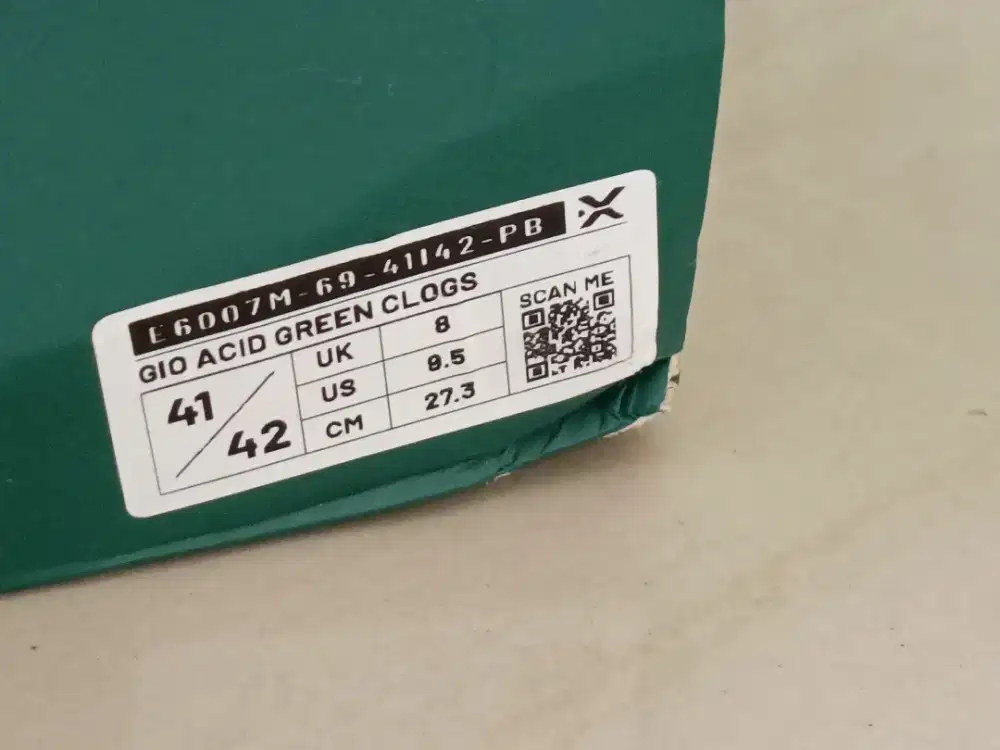 E6007M-69-41142-PB
GIO ACID GREEN CLOGS
41/42
UK 8
US 9.5
CM 27.3
SCAN ME